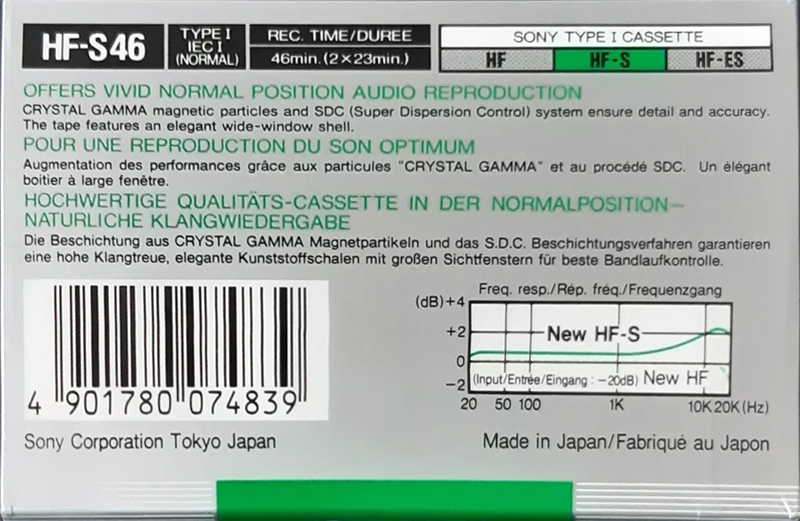 HF-S46
TYPE I
IEC I
(NORMAL)
REC. TIME/DUREE
46min. (2×23min.)
SONY TYPE I CASSETTE
HF HF-S HF-ES
OFFERS VIVID NORMAL POSITION AUDIO REPRODUCTION
CRYSTAL GAMMA magnetic particles and SDC (Super Dispersion Control) system ensure detail and accuracy.
The tape features an elegant wide-window shell.
POUR UNE REPRODUCTION DU SON OPTIMUM
Augmentation des performances grâce aux particules "CRYSTAL GAMMA" et au procédé SDC. Un élégant
boitier à large fenêtre.
HOCHWERTIGE QUALITÄTS-CASSETTE IN DER NORMALPOSITION—
NATURLICHE KLANGWIEDERGABE
Die Beschichtung aus CRYSTAL GAMMA Magnetpartikeln und das S.D.C. Beschichtungsverfahren garantieren
eine hohe Klangtreue, elegante Kunststoffschalen mit großen Sichtfenstern für beste Bandlaufkontrolle.
Freq. resp./Rép. fréq./Frequenzgang
(dB)+4
+2
New HF-S
0
-2
(Input/Entrée/Eingang : -20dB) New HF
20 50 100 1K 10K 20K (Hz)
4 901780 074839
Sony Corporation Tokyo Japan
Made in Japan/Fabriqué au Japon